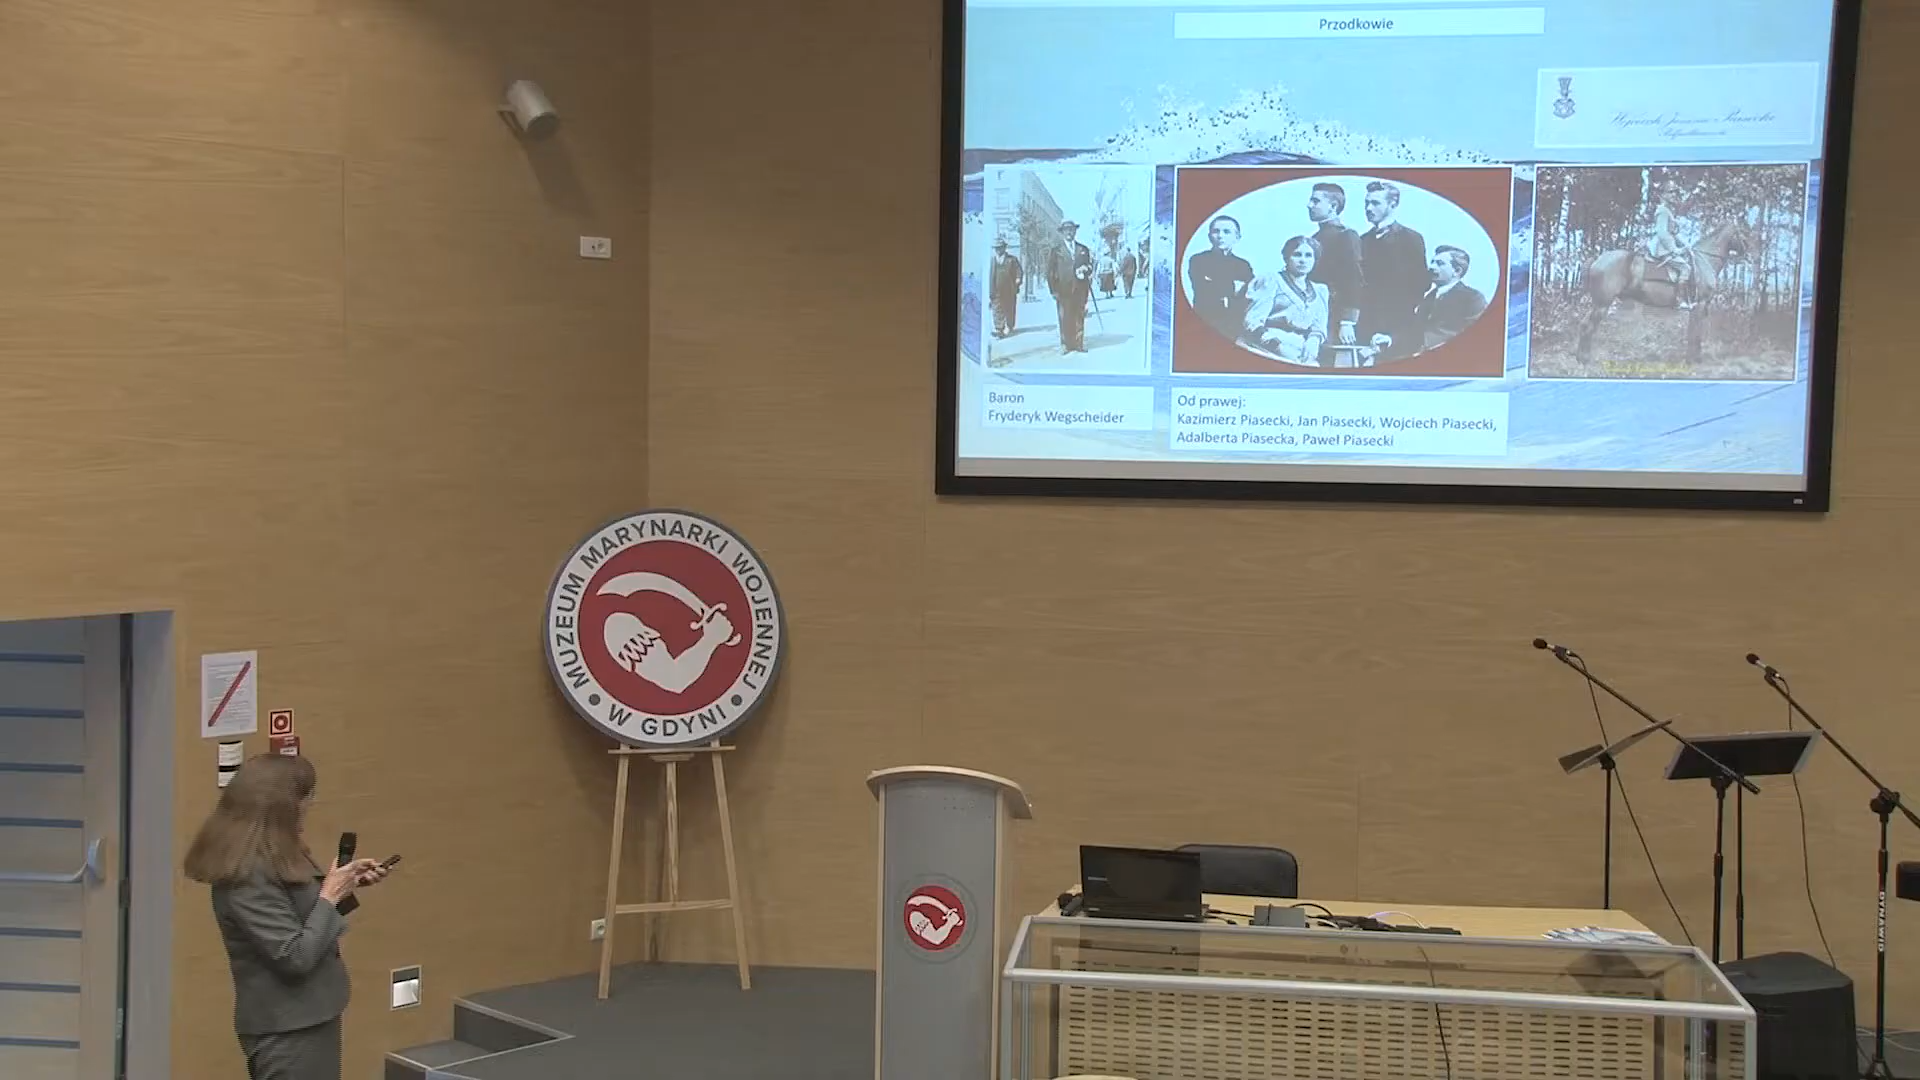 Przodkowie
Baron
Fryderyk Wegscheider
Od prawej:
Kazimierz Piasecki, Jan Piasecki, Wojciech Piasecki,
Adalberta Piasecka, Paweł Piasecki
MUZEUM MARYNARKI WOJENNEJ
• W GDYNI •
DYNAWID